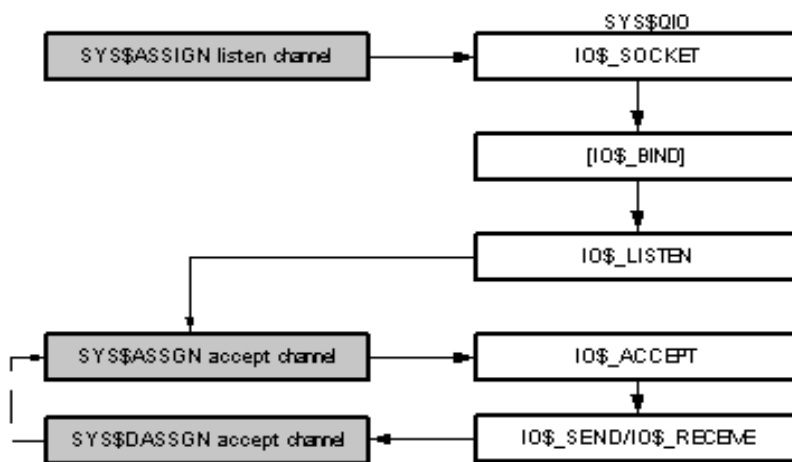 SYS$QIO
SYS$ASSIGN listen channel
IO$_SOCKET
[IO$_BIND]
IO$_LISTEN
SYS$ASSGN accept channel
IO$_ACCEPT
SYS$DASSGN accept channel
IO$_SEND/IO$_RECEIVE